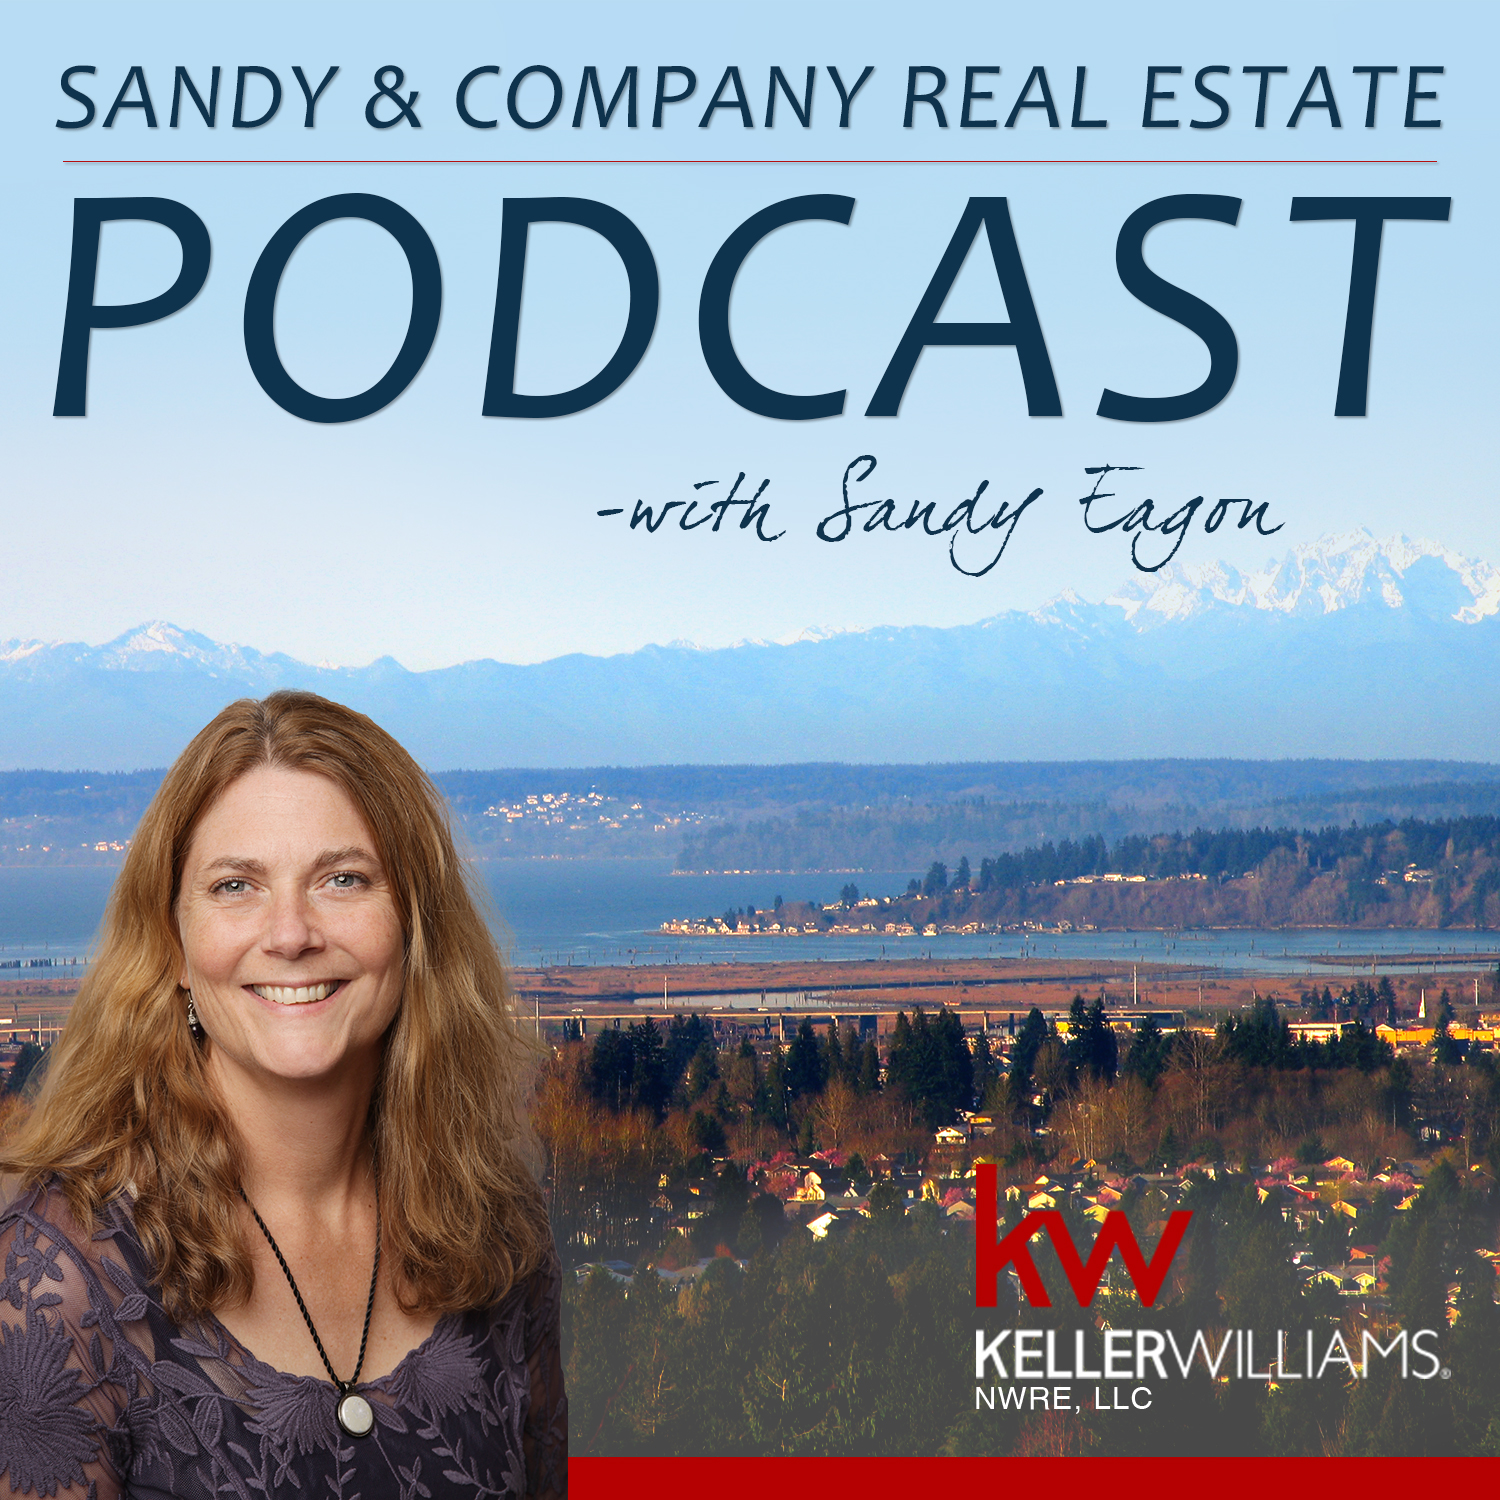 SANDY & COMPANY REAL ESTATE
PODCAST
-with Sandy Eagon
kw
KELLERWILLIAMS®
NWRE, LLC